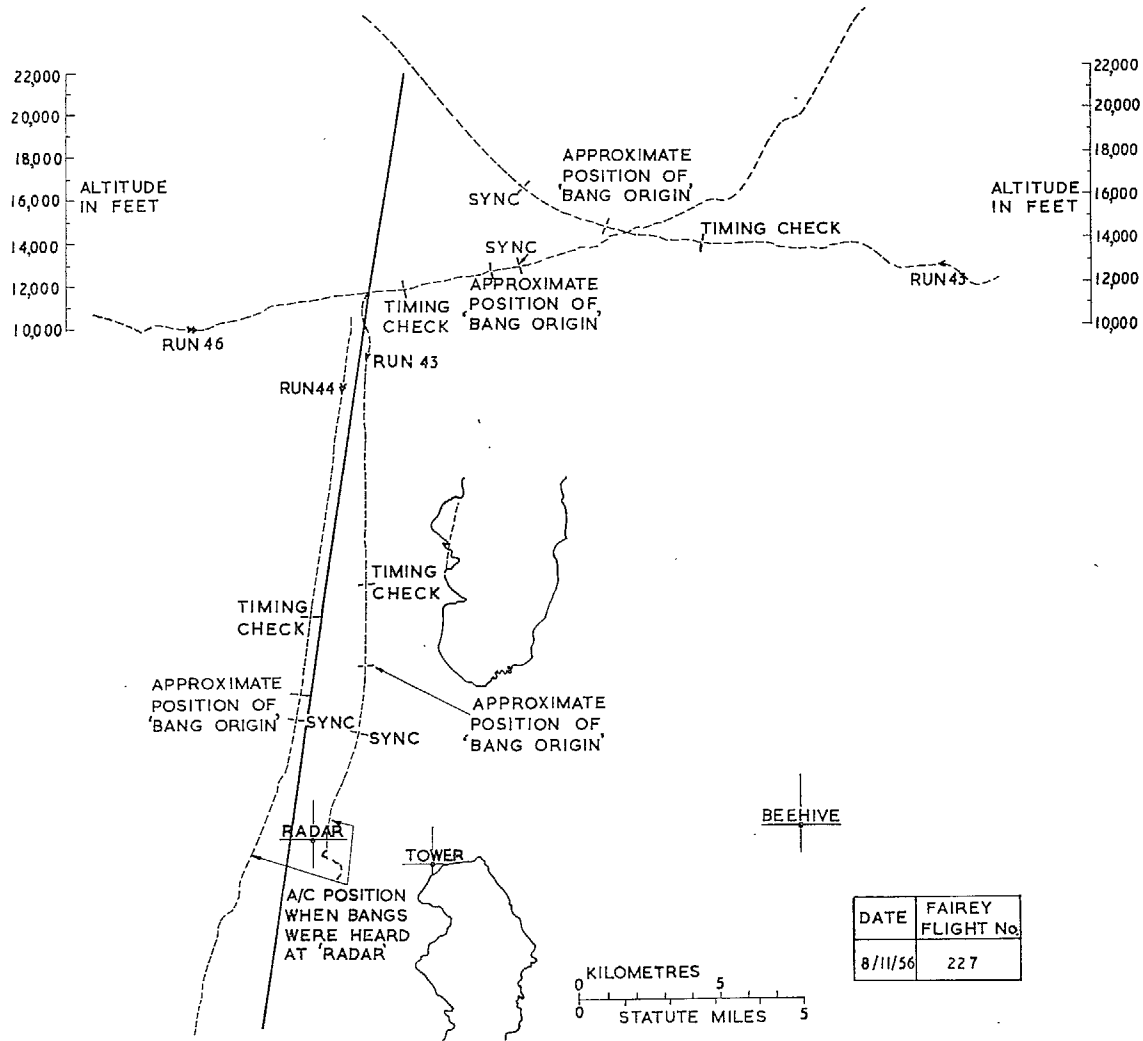 22,000
20,000
18,000
16,000
14,000
12,000
10,000
ALTITUDE
IN FEET
22,000
20,000
18,000
16,000
14,000
12,000
10,000
ALTITUDE
IN FEET
APPROXIMATE
POSITION OF
'BANG ORIGIN'
SYNC
TIMING CHECK
SYNC
RUN 43
APPROXIMATE
POSITION OF
'BANG ORIGIN'
TIMING
CHECK
RUN 46
RUN 43
RUN44
TIMING
CHECK
TIMING
CHECK
APPROXIMATE
POSITION OF
'BANG ORIGIN'
SYNC
APPROXIMATE
POSITION OF
'BANG ORIGIN'
SYNC
RADAR
TOWER
BEEHIVE
A/C POSITION
WHEN BANGS
WERE HEARD
AT 'RADAR'
DATE
FAIREY
FLIGHT No.
8/11/56
227
KILOMETRES
0 5
0 5
STATUTE MILES